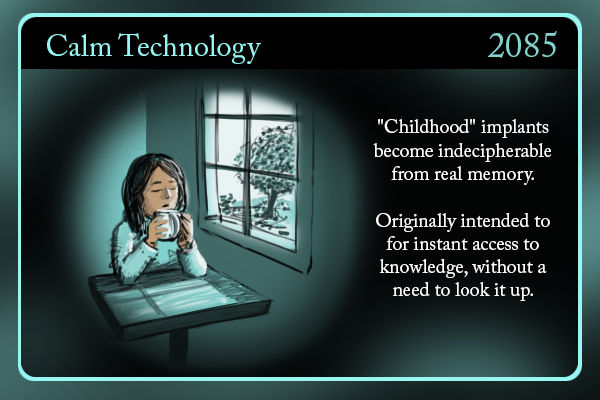 Calm Technology
2085
"Childhood" implants
become indecipherable
from real memory.
Originally intended to
for instant access to
knowledge, without a
need to look it up.